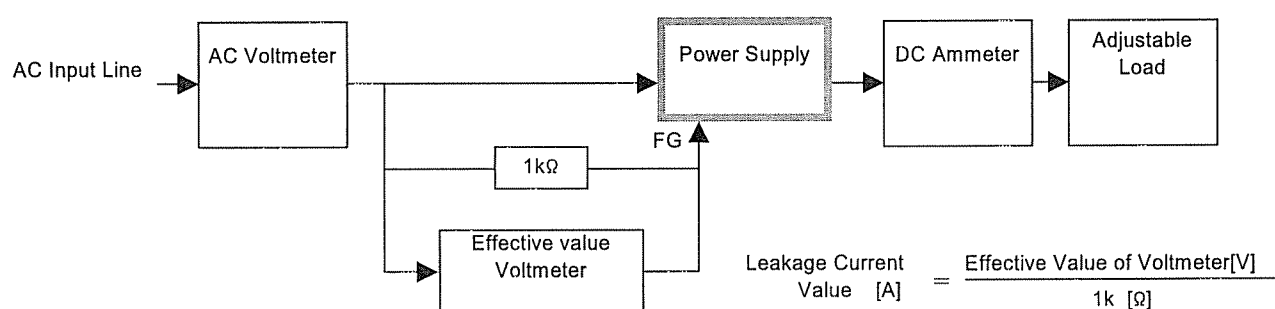 AC Input Line
AC Voltmeter
Power Supply
DC Ammeter
Adjustable
Load
FG
1kΩ
Effective value
Voltmeter
Leakage Current
Value [A]
= Effective Value of Voltmeter[V]
1k [Ω]